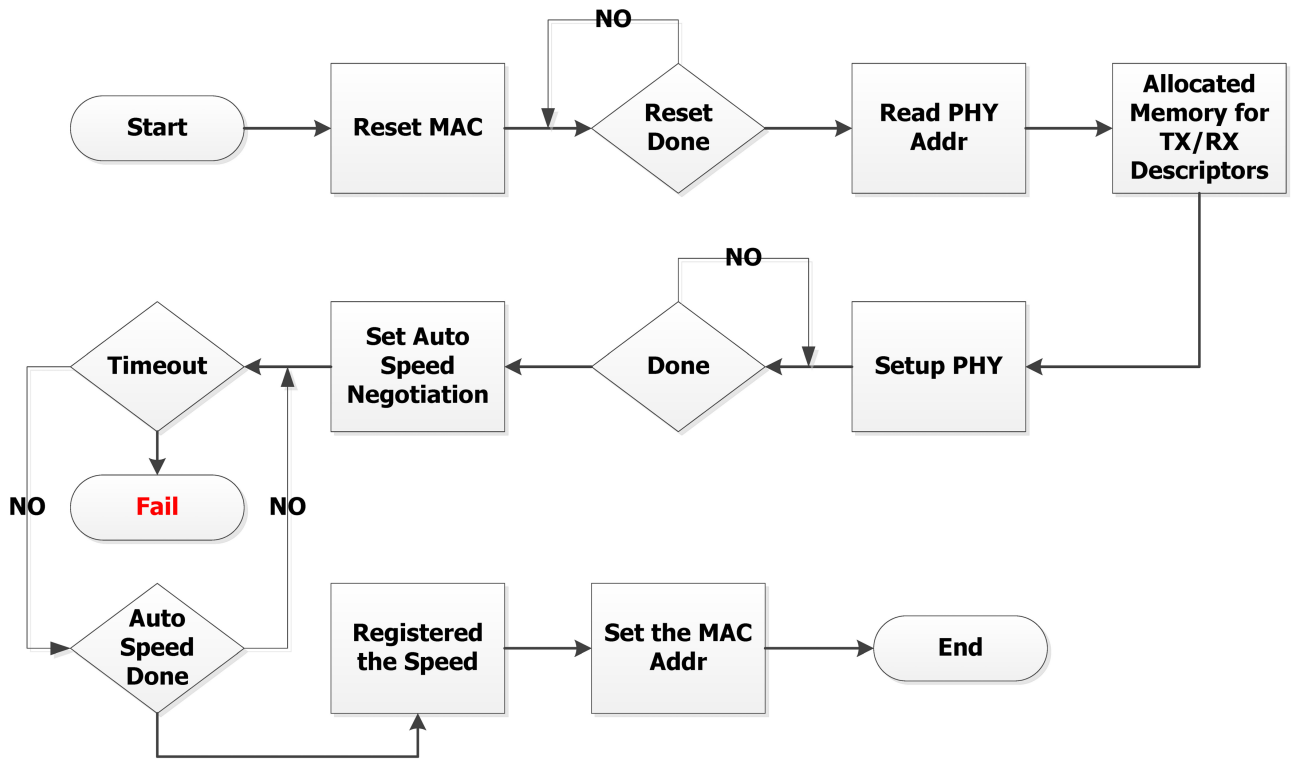 NO
Start
Reset MAC
Reset
Done
Read PHY
Addr
Allocated
Memory for
TX/RX
Descriptors
NO
Timeout
Set Auto
Speed
Negotiation
Done
Setup PHY
NO
Fail
NO
Auto
Speed
Done
Registered
the Speed
Set the MAC
Addr
End